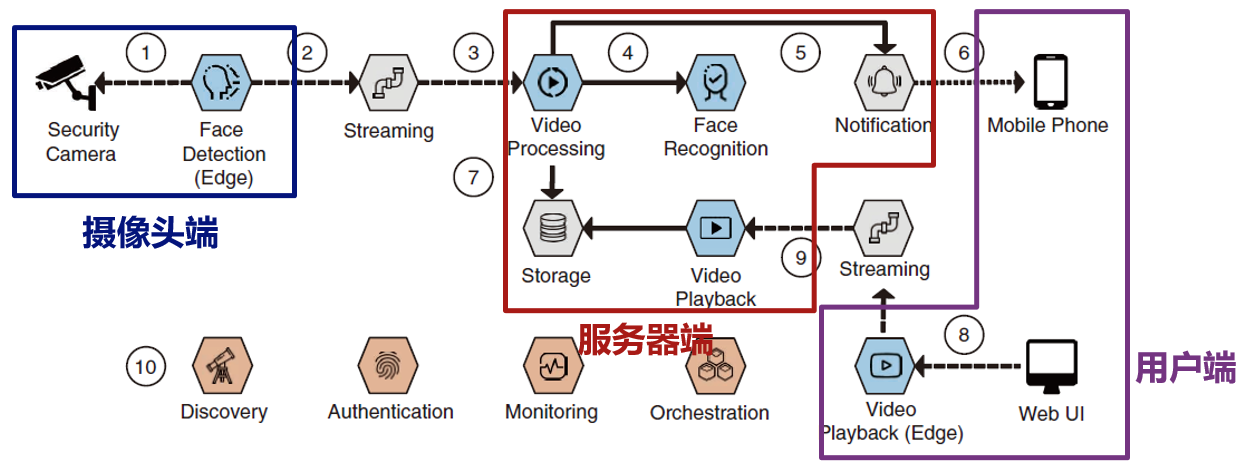 1
2
3
4
5
6
Security
Camera
Face
Detection
(Edge)
Streaming
Video
Processing
Face
Recognition
Notification
Mobile Phone
摄像头端
7
Storage
Video
Playback
9
Streaming
服务器端
8
用户端
10
Discovery
Authentication
Monitoring
Orchestration
Video
Playback (Edge)
Web UI